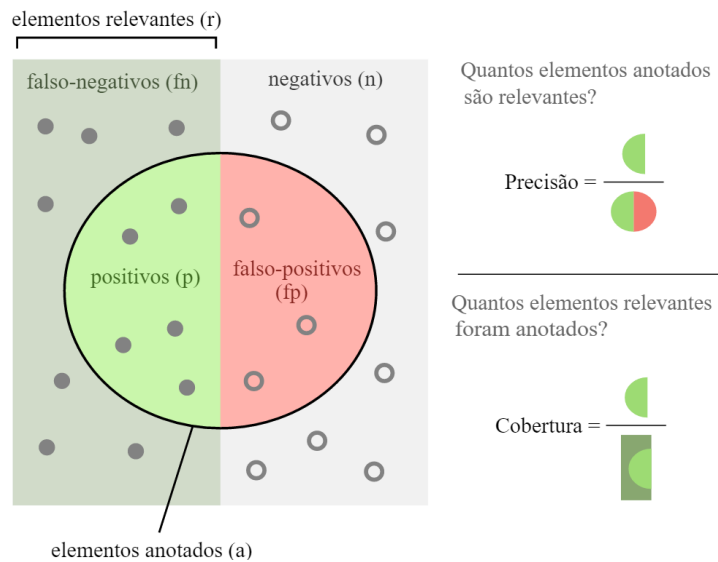 elementos relevantes (r)
falso-negativos (fn)
negativos (n)
positivos (p)
falso-positivos
(fp)
elementos anotados (a)
Quantos elementos anotados
são relevantes?
Precisão =
Quantos elementos relevantes
foram anotados?
Cobertura =